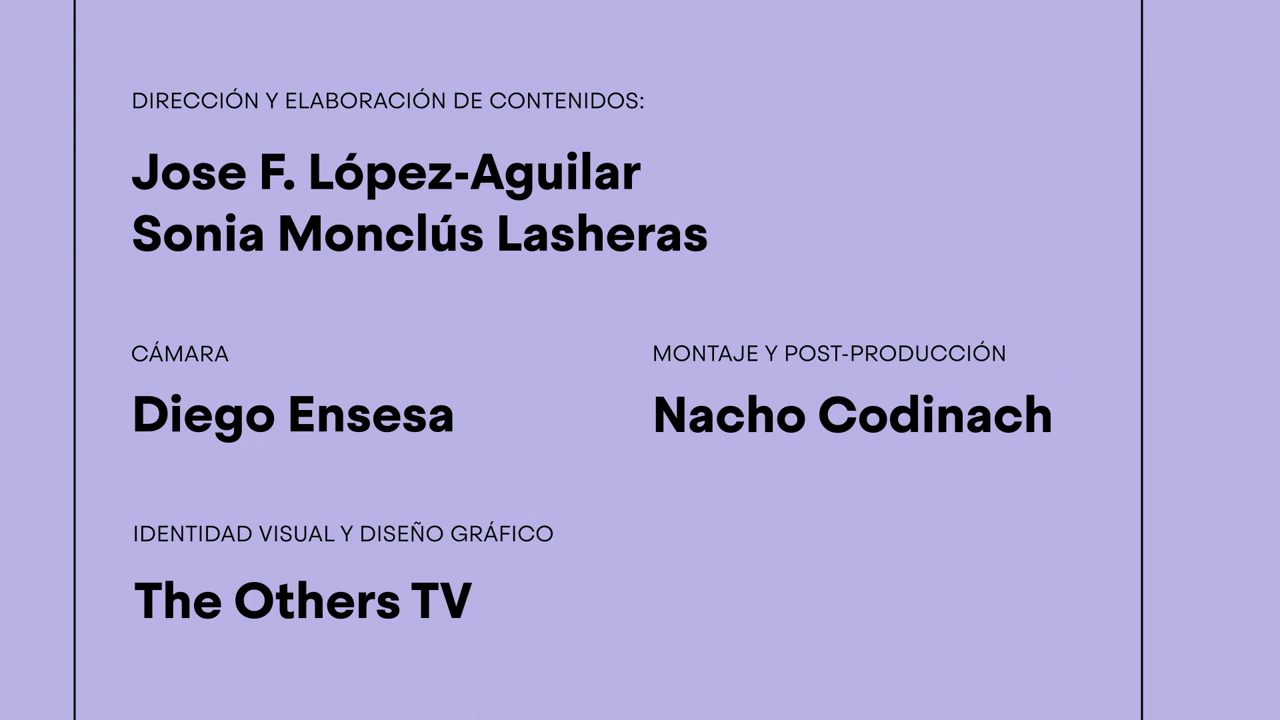 DIRECCIÓN Y ELABORACIÓN DE CONTENIDOS:
Jose F. López-Aguilar
Sonia Monclús Lasheras
CÁMARA
Diego Ensesa
MONTAJE Y POST-PRODUCCIÓN
Nacho Codinach
IDENTIDAD VISUAL Y DISEÑO GRÁFICO
The Others TV